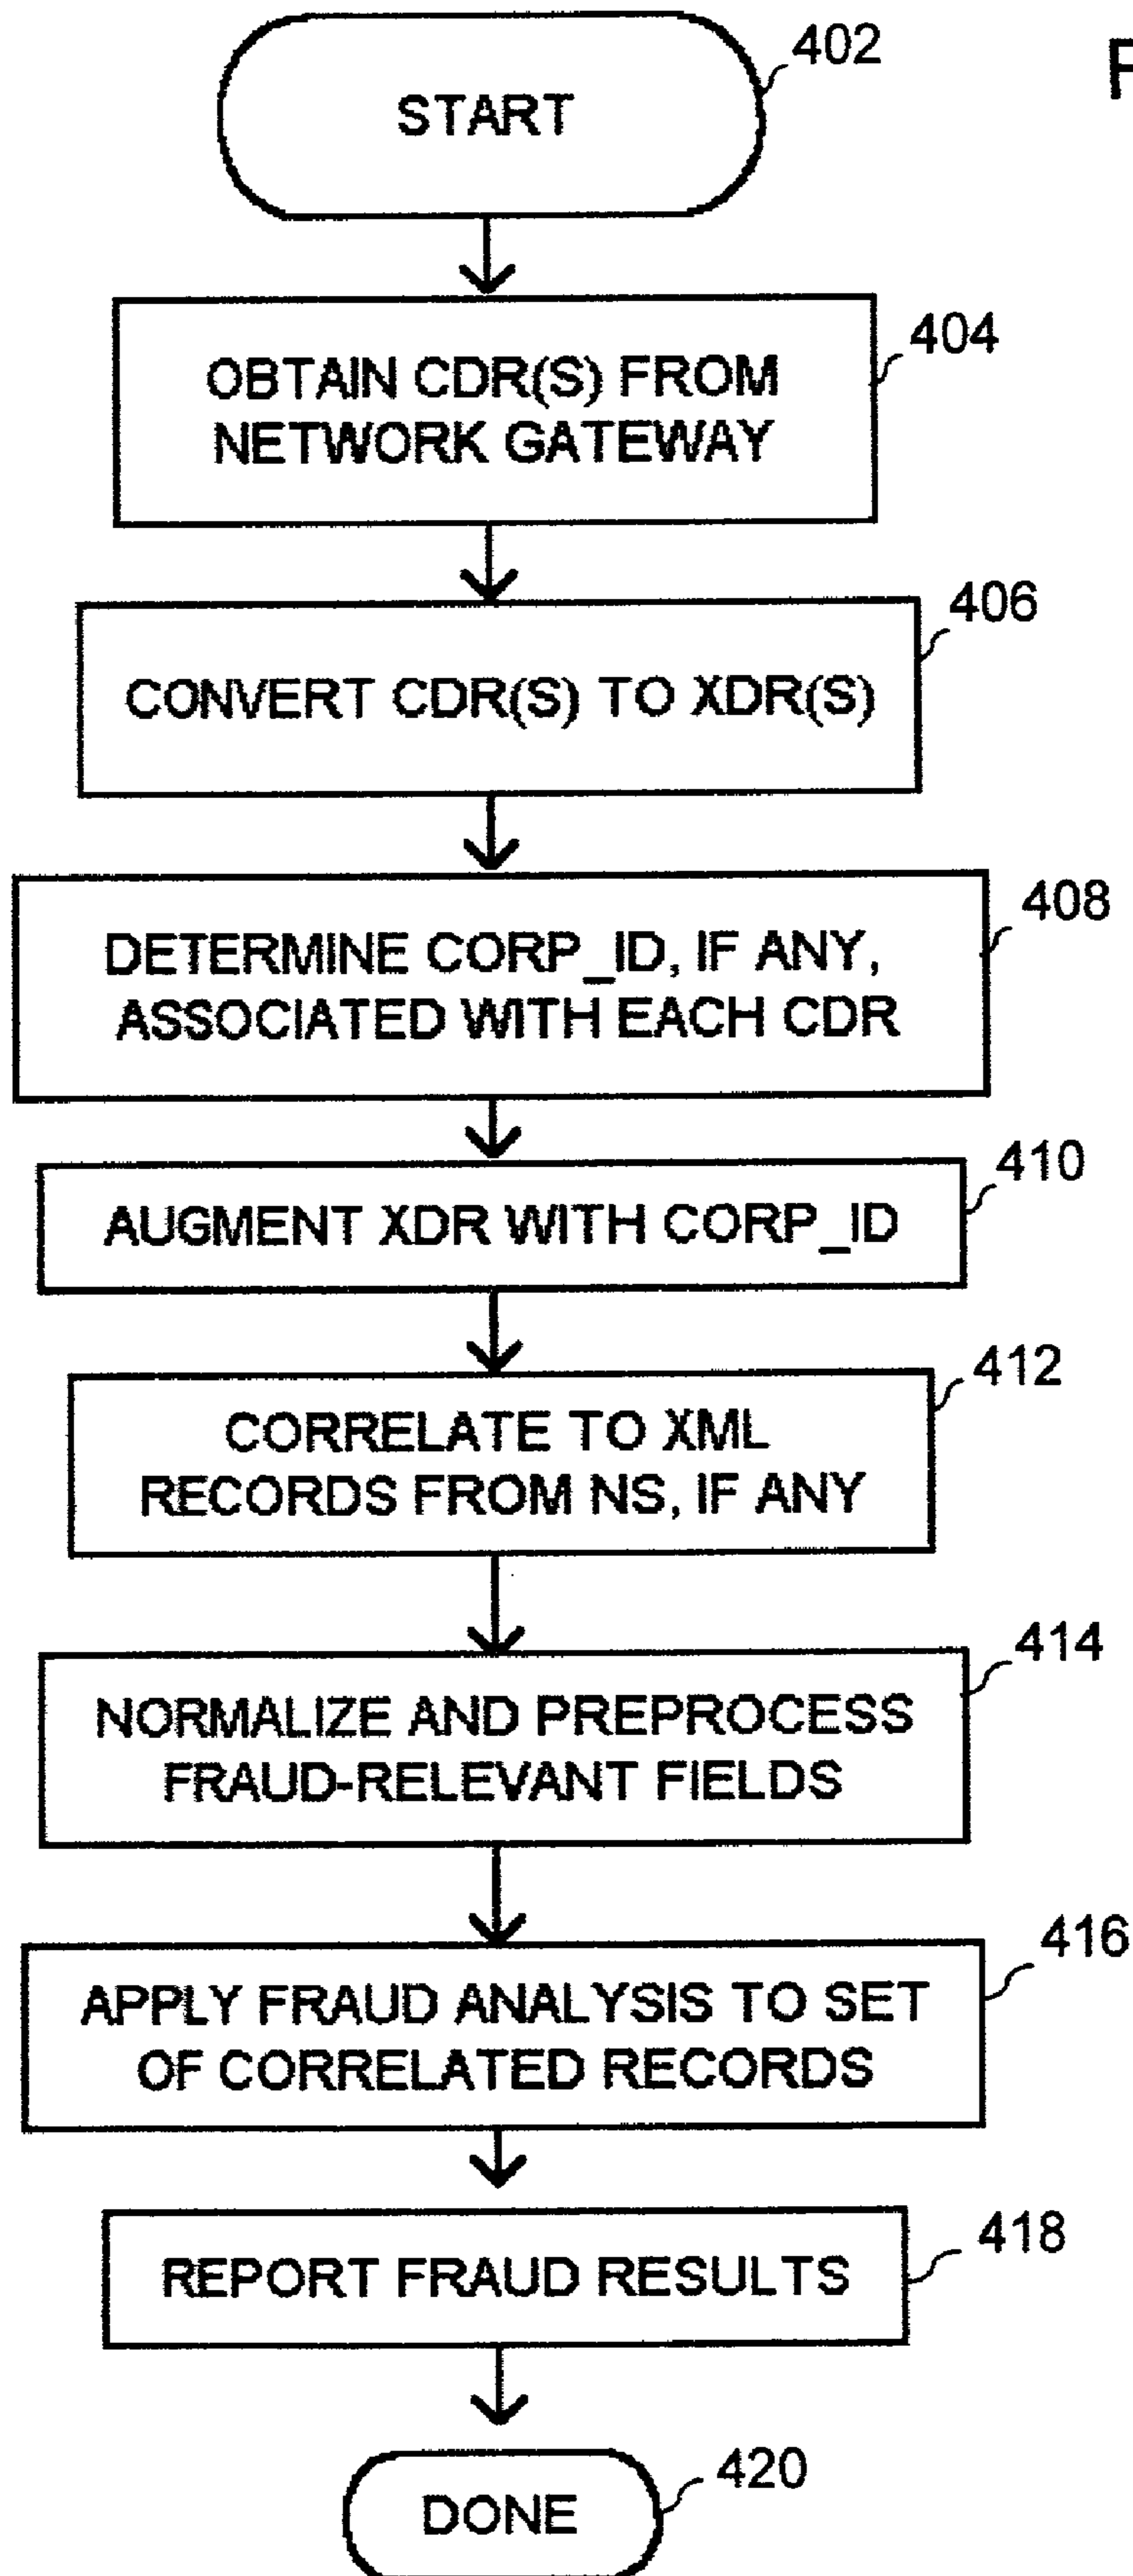 402
START
404
OBTAIN CDR(S) FROM
NETWORK GATEWAY
406
CONVERT CDR(S) TO XDR(S)
408
DETERMINE CORP_ID, IF ANY,
ASSOCIATED WITH EACH CDR
410
AUGMENT XDR WITH CORP_ID
412
CORRELATE TO XML
RECORDS FROM NS, IF ANY
414
NORMALIZE AND PREPROCESS
FRAUD-RELEVANT FIELDS
416
APPLY FRAUD ANALYSIS TO SET
OF CORRELATED RECORDS
418
REPORT FRAUD RESULTS
420
DONE